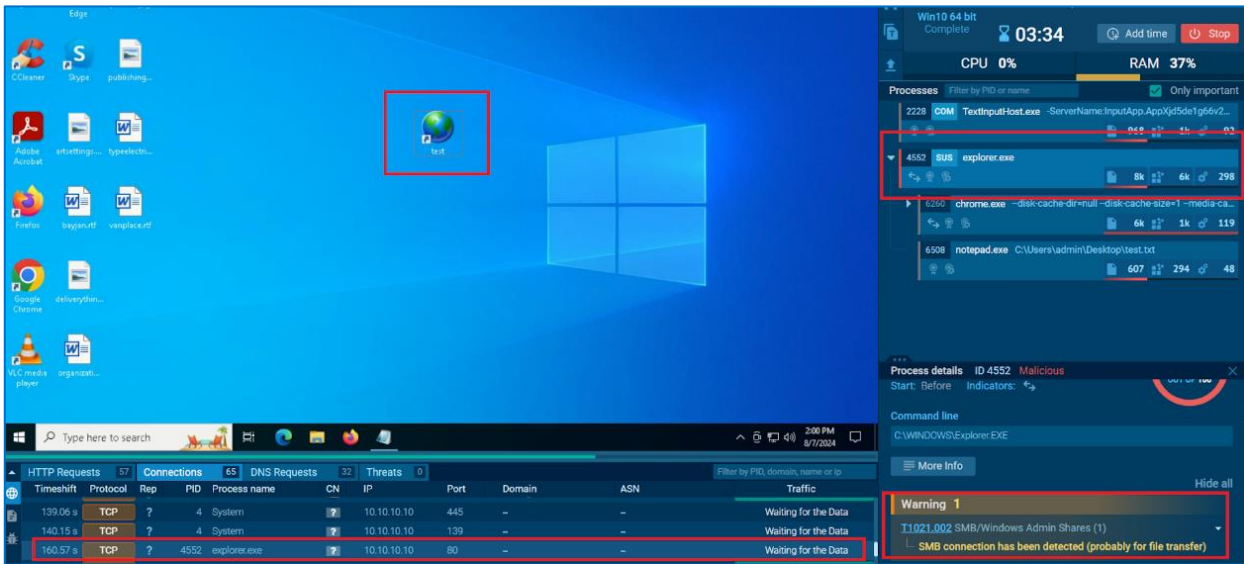 Edge
CCleaner
Skype
publishing...
Adobe Acrobat
artsettings....
typeelectri...
Firefox
bayjan.rtf
vanplace.rtf
Google Chrome
deliverythin...
VLC media player
organizati...
test
Type here to search
2:00 PM
8/7/2024
HTTP Requests 57 Connections 65 DNS Requests 32 Threats 0 Filter by PID, domain, name or ip
Timeshift Protocol Rep PID Process name CN IP Port Domain ASN Traffic
139.06 s TCP ? 4 System ? 10.10.10.10 445 – – Waiting for the Data
140.15 s TCP ? 4 System ? 10.10.10.10 139 – – Waiting for the Data
160.57 s TCP ? 4552 explorer.exe ? 10.10.10.10 80 – – Waiting for the Data
Win10 64 bit
Complete
03:34
Add time
Stop
CPU 0% RAM 37%
Processes Filter by PID or name Only important
2228 COM TextInputHost.exe -ServerName:InputApp.AppXjd5de1g66v2...
968 1k 92
4552 SUS explorer.exe
8k 6k 298
6260 chrome.exe --disk-cache-dir=null --disk-cache-size=1 --media-ca...
6k 1k 119
6508 notepad.exe C:\Users\admin\Desktop\test.txt
607 294 48
Process details ID 4552 Malicious
Start: Before Indicators:
OUT OF 100
Command line
C:\WINDOWS\Explorer.EXE
More Info
Hide all
Warning 1
T1021.002 SMB/Windows Admin Shares (1)
SMB connection has been detected (probably for file transfer)